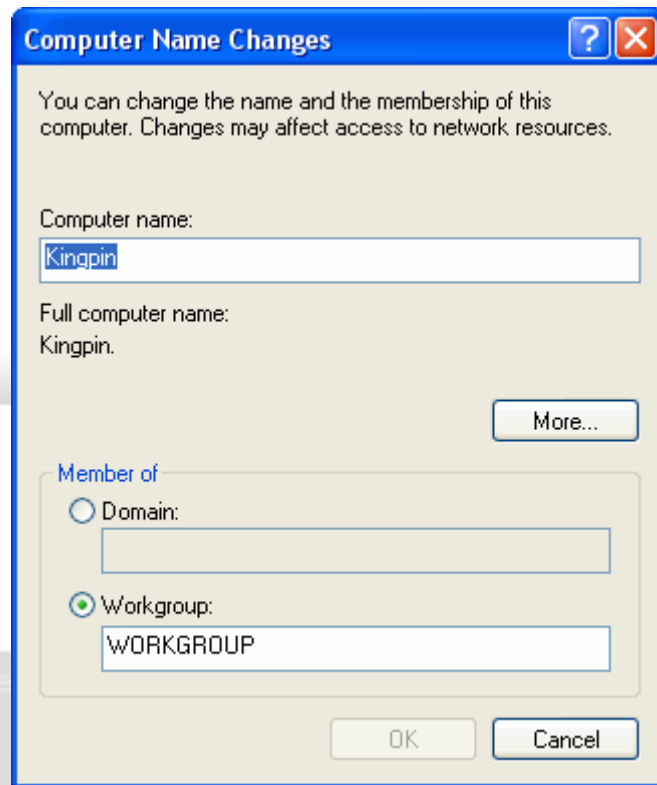 Computer Name Changes
You can change the name and the membership of this
computer. Changes may affect access to network resources.
Computer name:
Kingpin
Full computer name:
Kingpin.
More...
Member of
Domain:
Workgroup:
WORKGROUP
OK Cancel